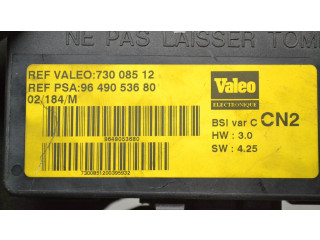 NE PAS LAISSER TOM
REF VALEO:730 085 12
REF PSA:96 490 536 80
02/184/M
Valeo
ELECTRONIQUE
BSI var C CN2
HW : 3.0
SW : 4.25
9649053680